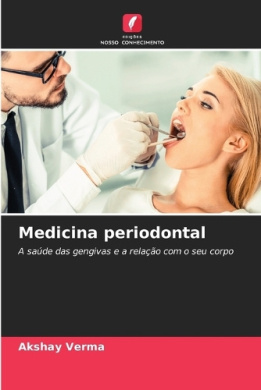 edições
NOSSO CONHECIMENTO
Medicina periodontal
A saúde das gengivas e a relação com o seu corpo
Akshay Verma